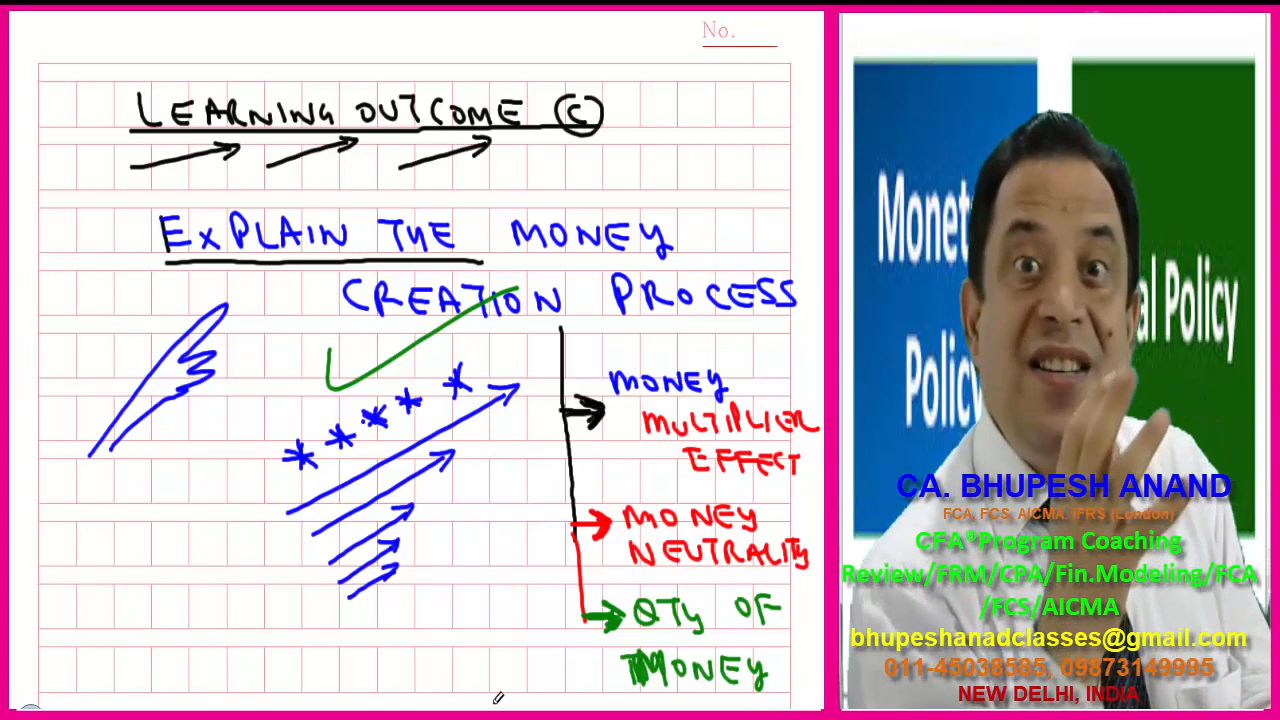 No.
LEARNING OUTCOME (C)
EXPLAIN THE MONEY
CREATION PROCESS
MONEY
MULTIPLIER
EFFECT
MONEY
NEUTRALITY
QTY OF
MONEY
Monet
Policy
al Policy
CA. BHUPESH ANAND
FCA, FCS, AICMA, IFRS (London)
CFA®Program Coaching
Review/FRM/CPA/Fin.Modeling/FCA
/FCS/AICMA
bhupeshanadclasses@gmail.com
011-45036585, 09873149995
NEW DELHI, INDIA